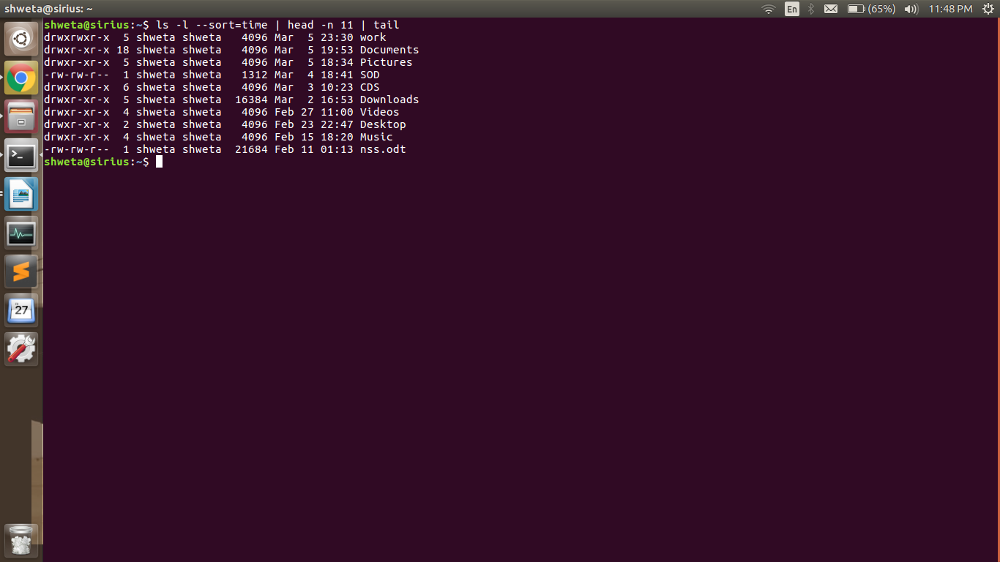 shweta@sirius: ~
En
(65%)
11:48 PM
shweta@sirius:~$ ls -l --sort=time | head -n 11 | tail
drwxrwxr-x  5 shweta shweta   4096 Mar  5 23:30 work
drwxr-xr-x 18 shweta shweta   4096 Mar  5 19:53 Documents
drwxr-xr-x  5 shweta shweta   4096 Mar  5 18:34 Pictures
-rw-rw-r--  1 shweta shweta   1312 Mar  4 18:41 SOD
drwxrwxr-x  6 shweta shweta   4096 Mar  3 10:23 CDS
drwxr-xr-x  5 shweta shweta  16384 Mar  2 16:53 Downloads
drwxr-xr-x  4 shweta shweta   4096 Feb 27 11:00 Videos
drwxr-xr-x  2 shweta shweta   4096 Feb 23 22:47 Desktop
drwxr-xr-x  4 shweta shweta   4096 Feb 15 18:20 Music
-rw-rw-r--  1 shweta shweta  21684 Feb 11 01:13 nss.odt
shweta@sirius:~$
27